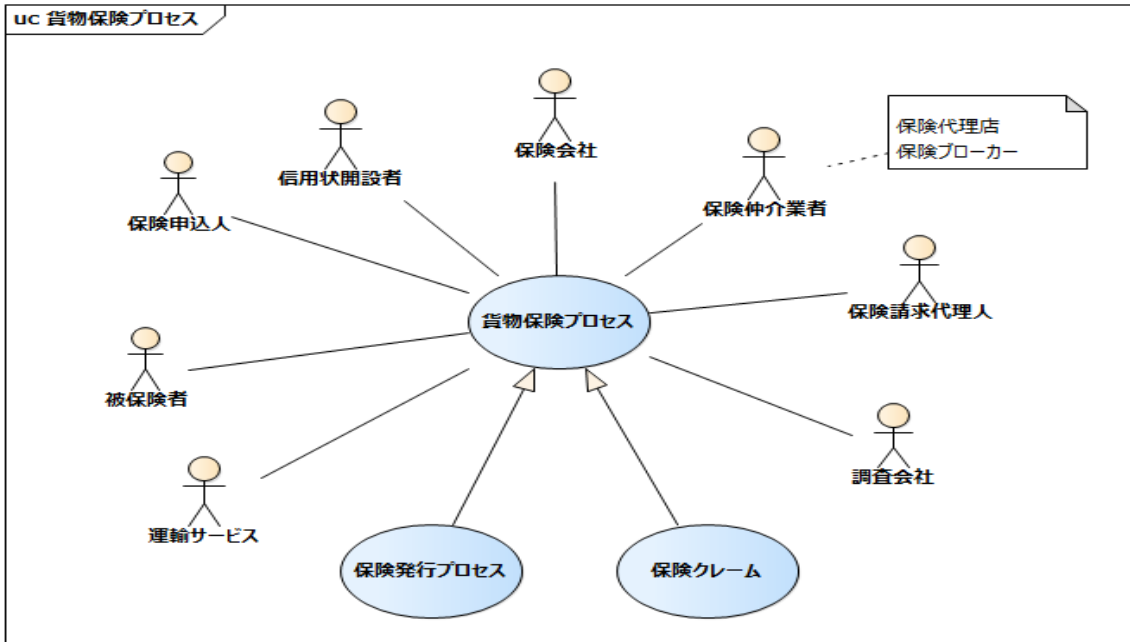 uc 貨物保険プロセス
保険会社
保険代理店
保険ブローカー
信用状開設者
保険仲介業者
保険申込人
保険請求代理人
貨物保険プロセス
被保険者
調査会社
運輸サービス
保険発行プロセス
保険クレーム